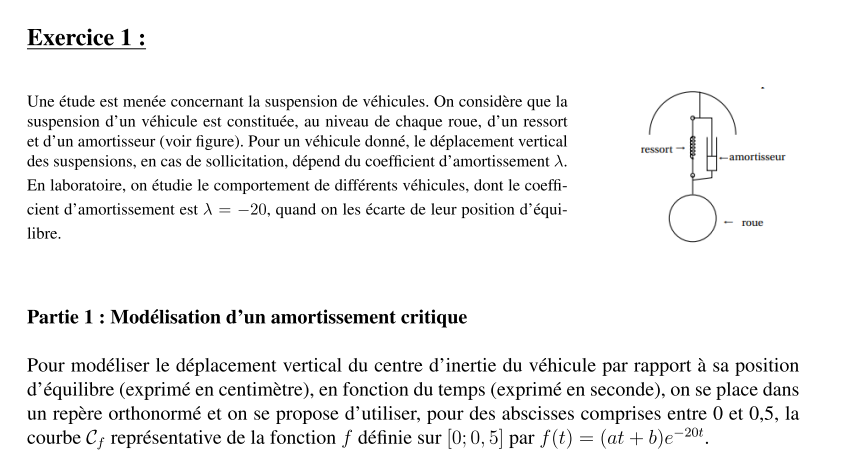 Exercice 1 :
Une étude est menée concernant la suspension de véhicules. On considère que la
suspension d'un véhicule est constituée, au niveau de chaque roue, d'un ressort
et d'un amortisseur (voir figure). Pour un véhicule donné, le déplacement vertical
des suspensions, en cas de sollicitation, dépend du coefficient d'amortissement λ.
En laboratoire, on étudie le comportement de différents véhicules, dont le coeffi-
cient d'amortissement est λ = −20, quand on les écarte de leur position d'équi-
libre.
ressort →
← amortisseur
← roue
Partie 1 : Modélisation d'un amortissement critique
Pour modéliser le déplacement vertical du centre d'inertie du véhicule par rapport à sa position
d'équilibre (exprimé en centimètre), en fonction du temps (exprimé en seconde), on se place dans
un repère orthonormé et on se propose d'utiliser, pour des abscisses comprises entre 0 et 0,5, la
courbe 𝒞_f représentative de la fonction f définie sur [0; 0, 5] par f(t) = (at + b)e^{−20t}.